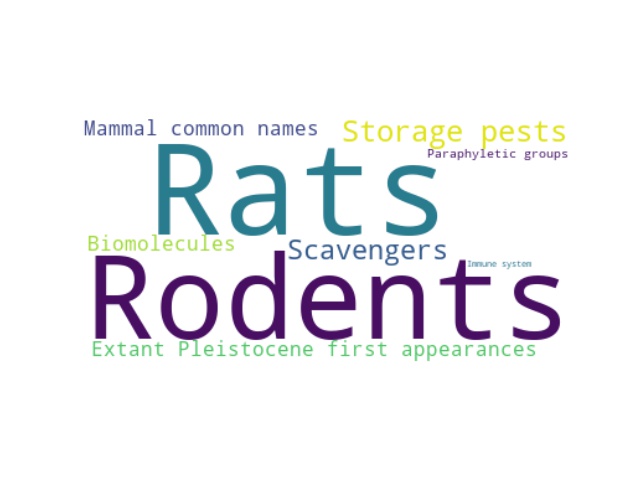 Mammal common names
Storage pests
Paraphyletic groups
Rats
Biomolecules
Scavengers
Immune system
Rodents
Extant Pleistocene first appearances